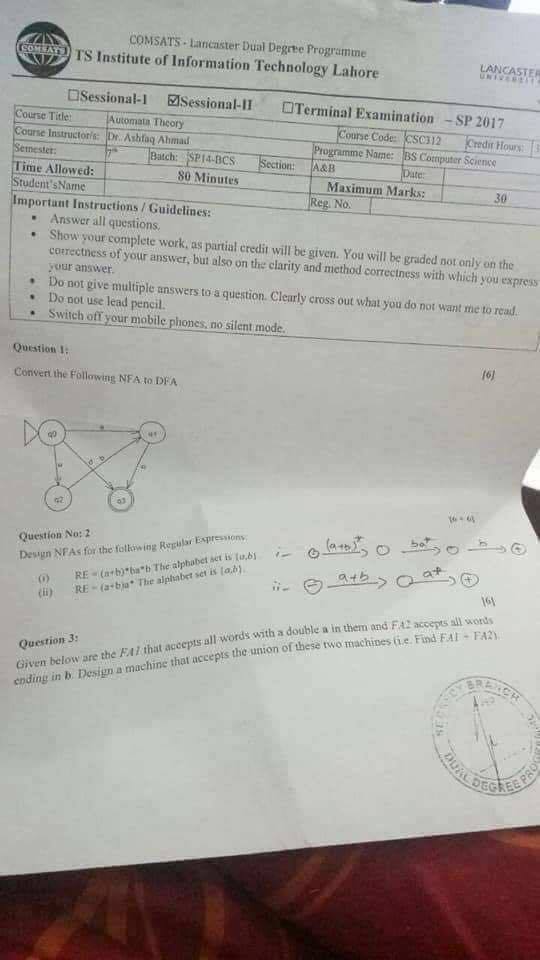 COMSATS - Lancaster Dual Degree Programme
COMSATS
TS Institute of Information Technology Lahore
LANCASTER
UNIVERSITY
☐Sessional-I ☑Sessional-II ☐Terminal Examination – SP 2017
Course Title: Automata Theory Course Code: CSC312 Credit Hours: 3
Course Instructor/s: Dr. Ashfaq Ahmad Programme Name: BS Computer Science
Semester: 7th Batch: SP14-BCS Section: A&B Date:
Time Allowed: 80 Minutes Maximum Marks: 30
Student'sName Reg. No.
Important Instructions / Guidelines:
• Answer all questions.
• Show your complete work, as partial credit will be given. You will be graded not only on the
correctness of your answer, but also on the clarity and method correctness with which you express
your answer.
• Do not give multiple answers to a question. Clearly cross out what you do not want me to read.
• Do not use lead pencil.
• Switch off your mobile phones, no silent mode.
Question 1: [6]
Convert the Following NFA to DFA
q0 a q1
a a b a
q2 q3
Question No: 2 [6 + 6]
Design NFAs for the following Regular Expressions:
(i) RE = (a+b)*ba*b The alphabet set is {a,b}.
(ii) RE = (a+b)a* The alphabet set is {a,b}.
i- (a+b)* ba* b +
ii- - a+b a* +
Question 3: [6]
Given below are the FA1 that accepts all words with a double a in them and FA2 accepts all words
ending in b. Design a machine that accepts the union of these two machines (i.e. Find FA1 + FA2).
SECRECY BRANCH
DUAL DEGREE